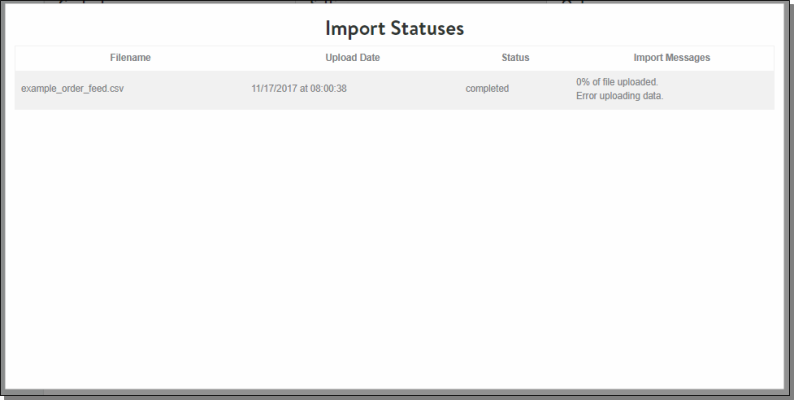 Import Statuses
Filename Upload Date Status Import Messages
example_order_feed.csv 11/17/2017 at 08:00:38 completed 0% of file uploaded.
Error uploading data.